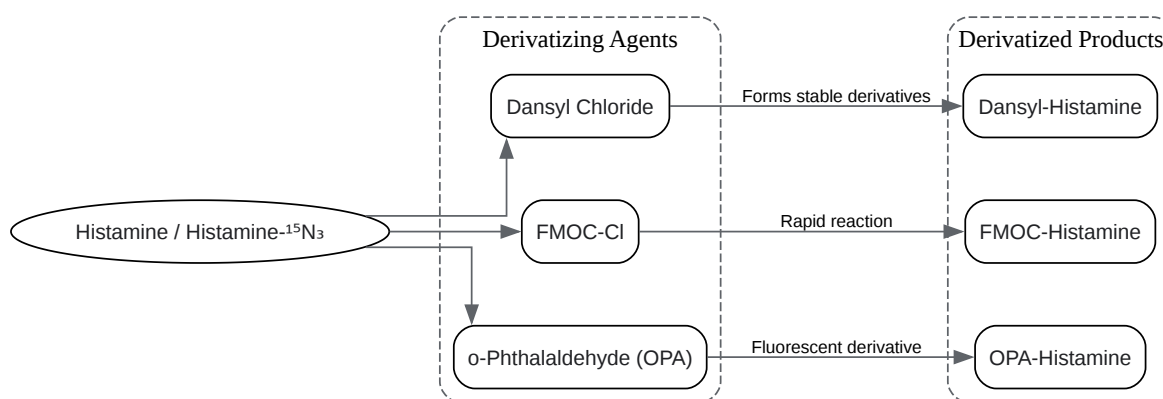 Derivatizing Agents
Derivatized Products
Dansyl Chloride
Forms stable derivatives
Dansyl-Histamine
Histamine / Histamine-¹⁵N₃
FMOC-Cl
Rapid reaction
FMOC-Histamine
o-Phthalaldehyde (OPA)
Fluorescent derivative
OPA-Histamine